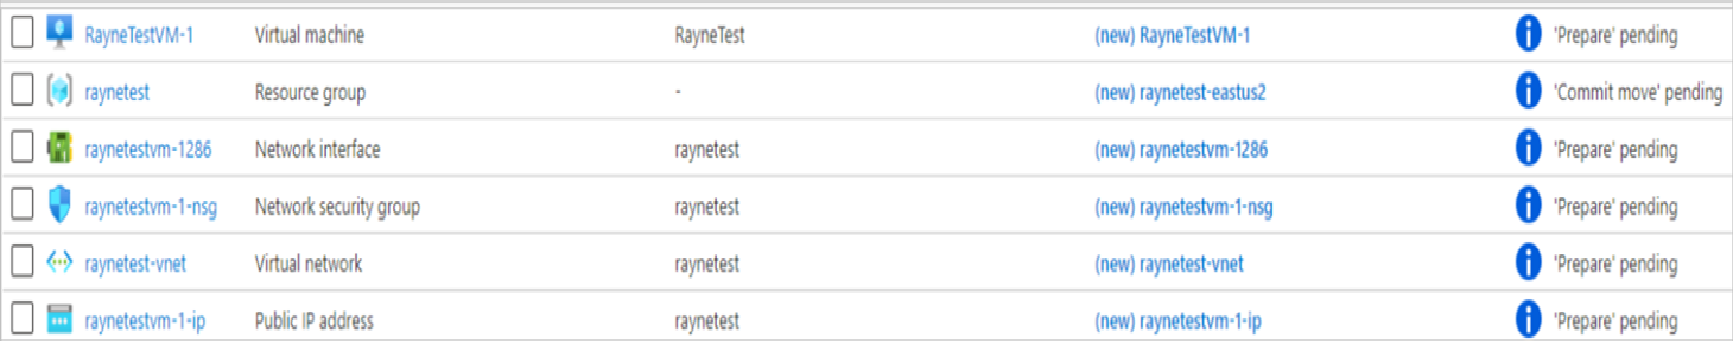 RayneTestVM-1 Virtual machine RayneTest (new) RayneTestVM-1 'Prepare' pending
raynetest Resource group - (new) raynetest-eastus2 'Commit move' pending
raynetestvm-1286 Network interface raynetest (new) raynetestvm-1286 'Prepare' pending
raynetestvm-1-nsg Network security group raynetest (new) raynetestvm-1-nsg 'Prepare' pending
raynetest-vnet Virtual network raynetest (new) raynetest-vnet 'Prepare' pending
raynetestvm-1-ip Public IP address raynetest (new) raynetestvm-1-ip 'Prepare' pending